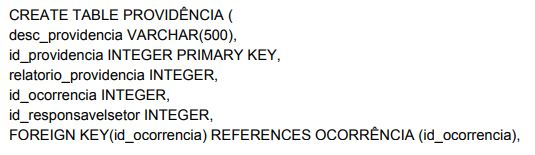 CREATE TABLE PROVIDÊNCIA (
desc_providencia VARCHAR(500),
id_providencia INTEGER PRIMARY KEY,
relatorio_providencia INTEGER,
id_ocorrencia INTEGER,
id_responsavelsetor INTEGER,
FOREIGN KEY(id_ocorrencia) REFERENCES OCORRÊNCIA (id_ocorrencia),